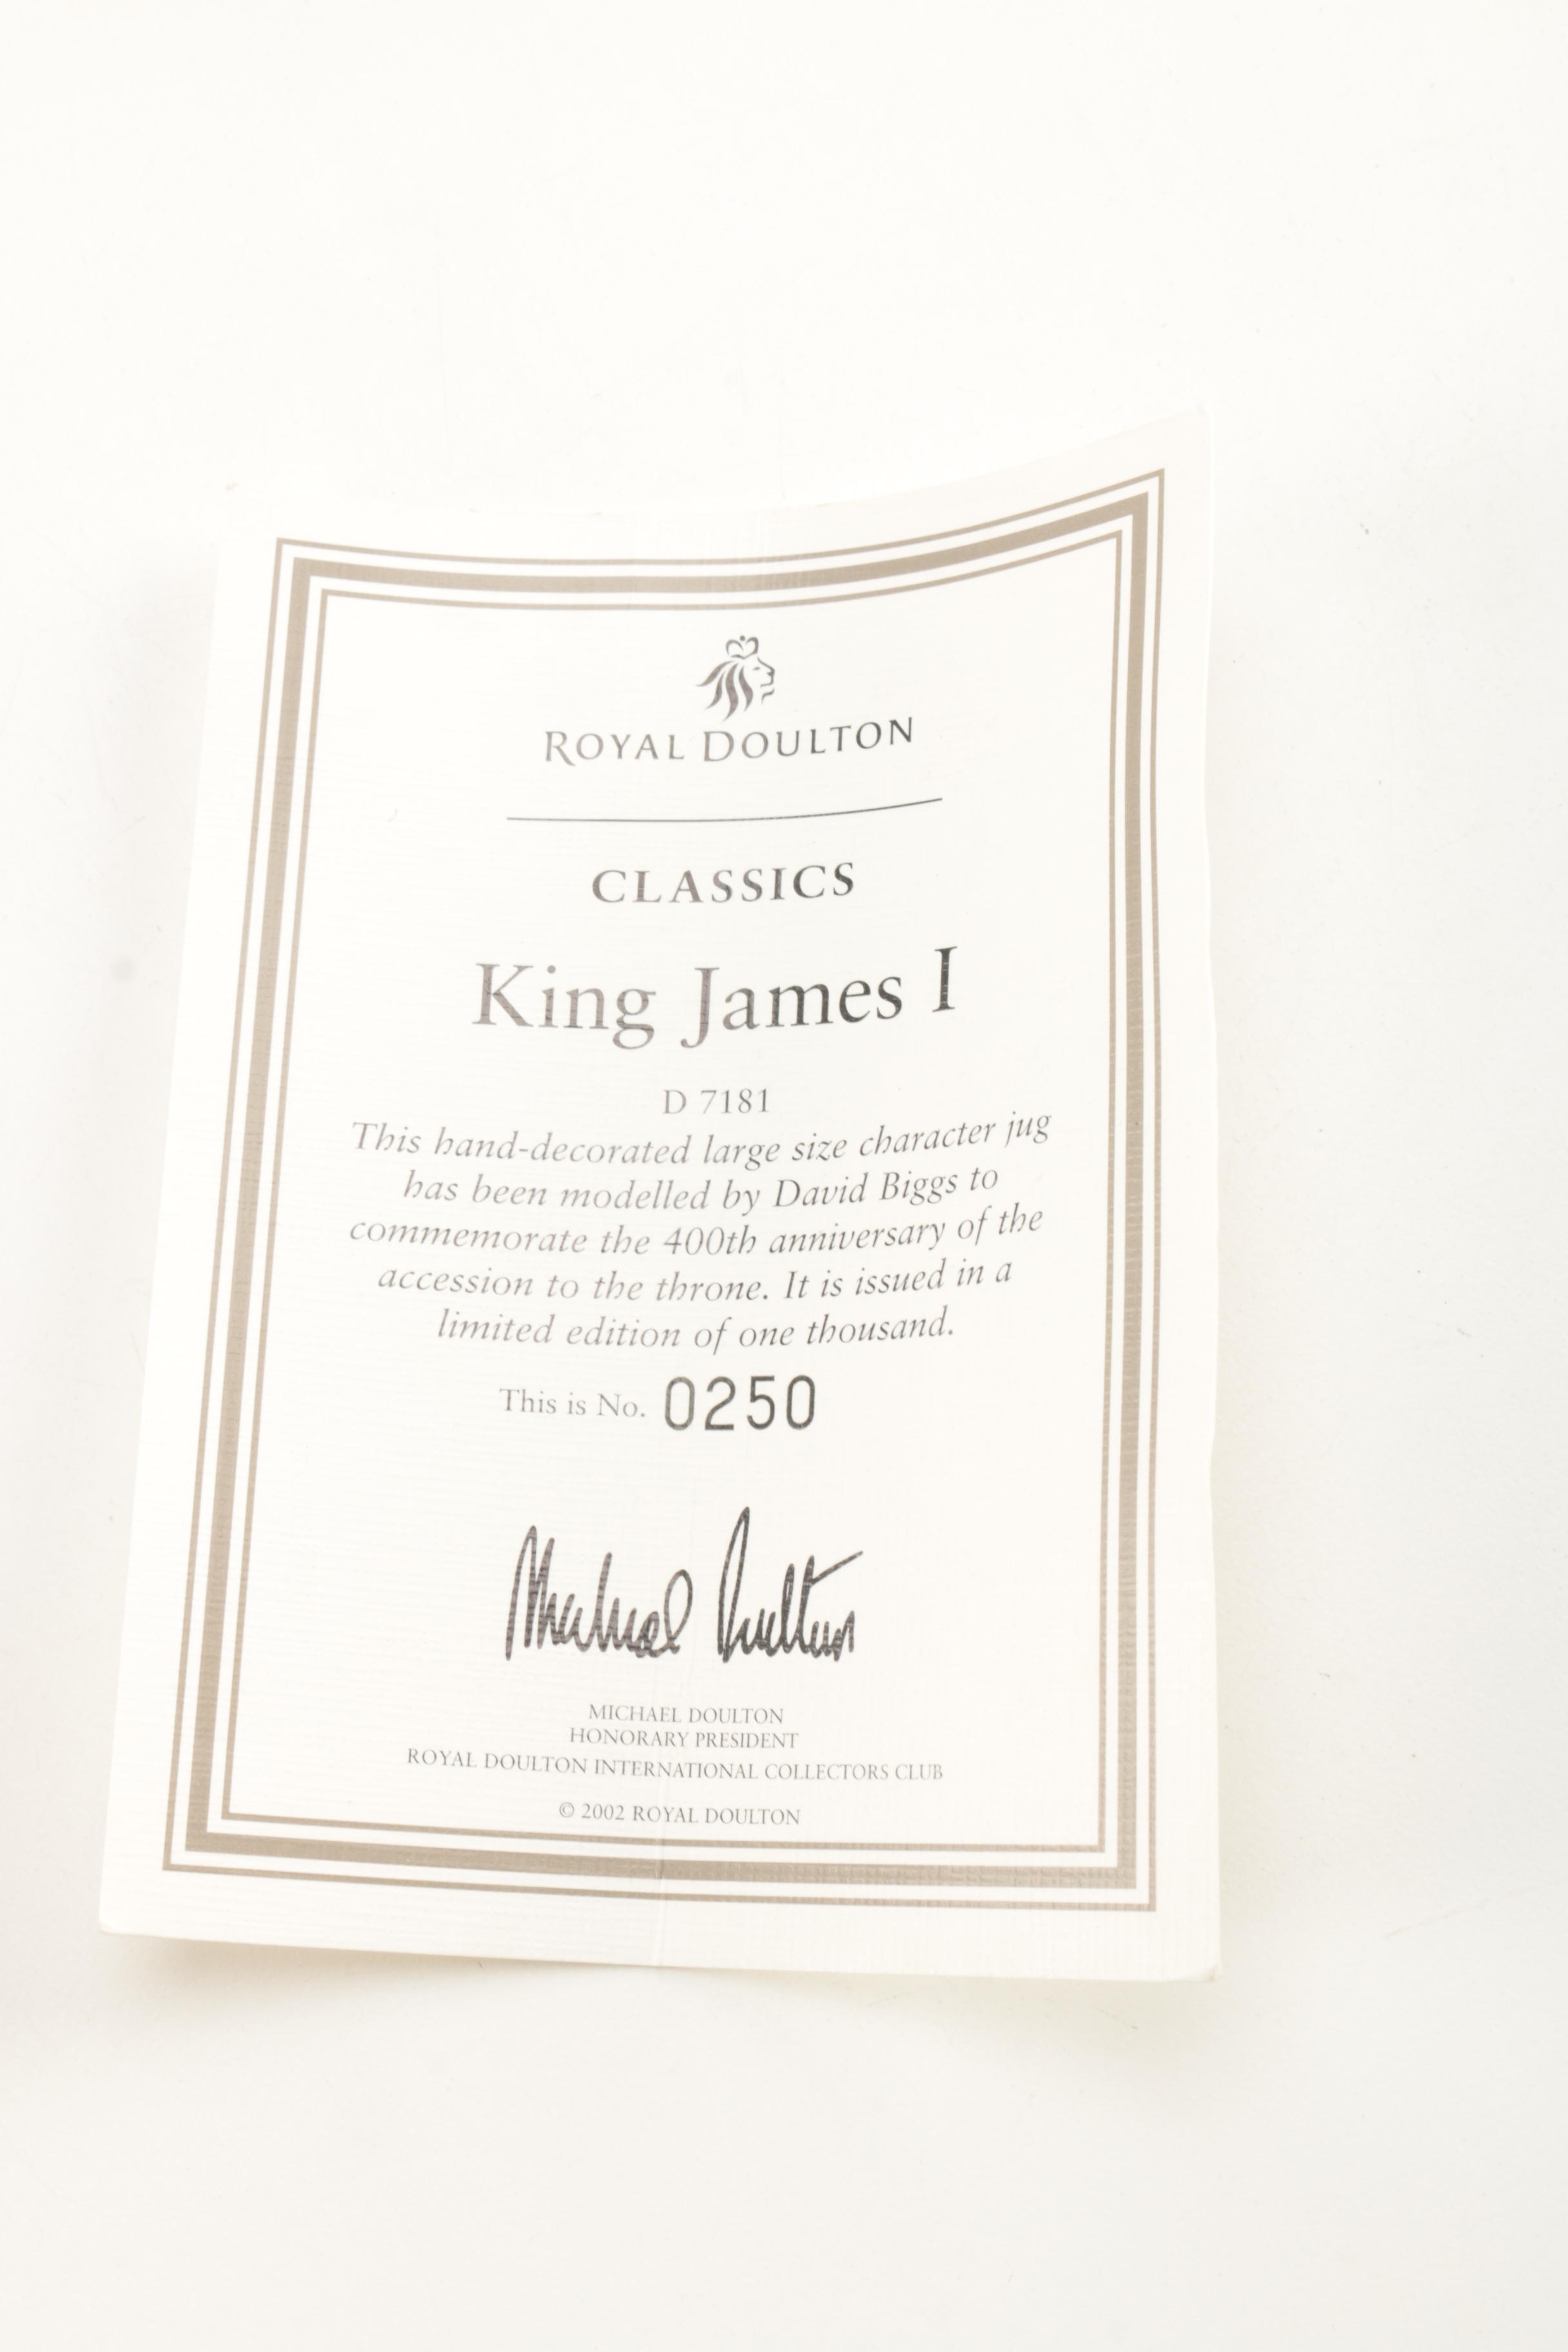 ROYAL DOULTON
CLASSICS
King James I
D 7181
This hand-decorated large size character jug
has been modelled by David Biggs to
commemorate the 400th anniversary of the
accession to the throne. It is issued in a
limited edition of one thousand.
This is No. 0250
Michael Doulton
MICHAEL DOULTON
HONORARY PRESIDENT
ROYAL DOULTON INTERNATIONAL COLLECTORS CLUB
© 2002 ROYAL DOULTON